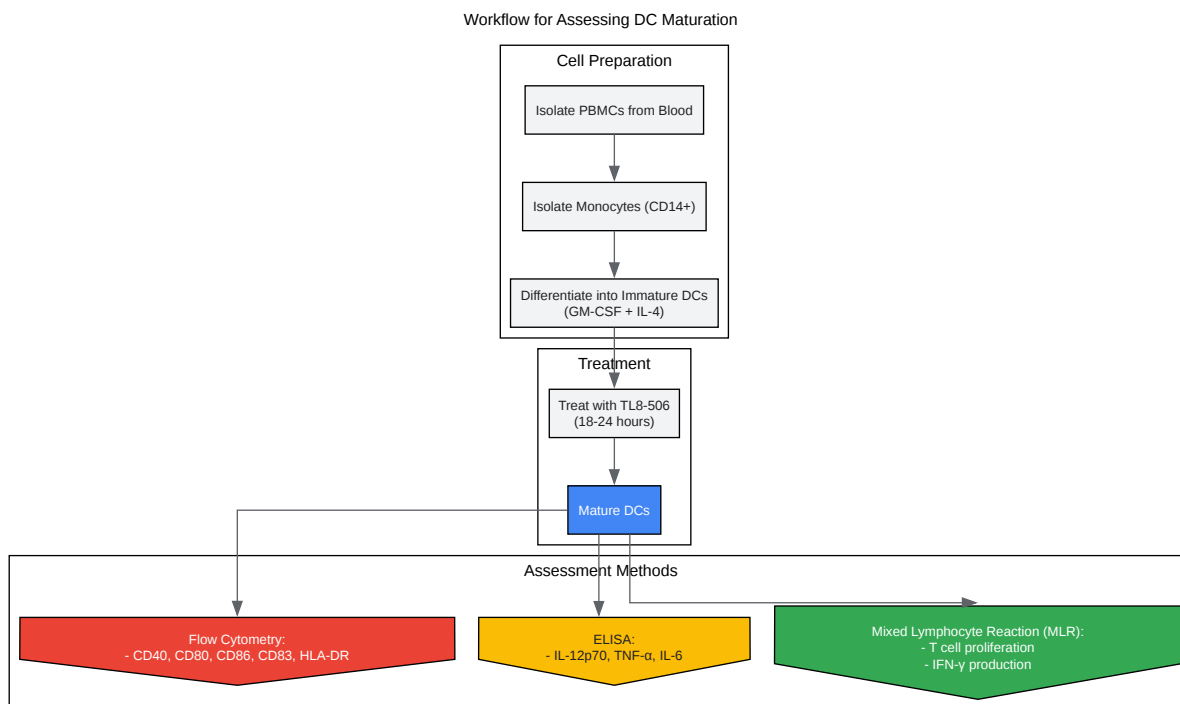 Workflow for Assessing DC Maturation
Cell Preparation
Isolate PBMCs from Blood
Isolate Monocytes (CD14+)
Differentiate into Immature DCs
(GM-CSF + IL-4)
Treatment
Treat with TL8-506
(18-24 hours)
Mature DCs
Assessment Methods
Flow Cytometry:
- CD40, CD80, CD86, CD83, HLA-DR
ELISA:
- IL-12p70, TNF-α, IL-6
Mixed Lymphocyte Reaction (MLR):
- T cell proliferation
- IFN-γ production